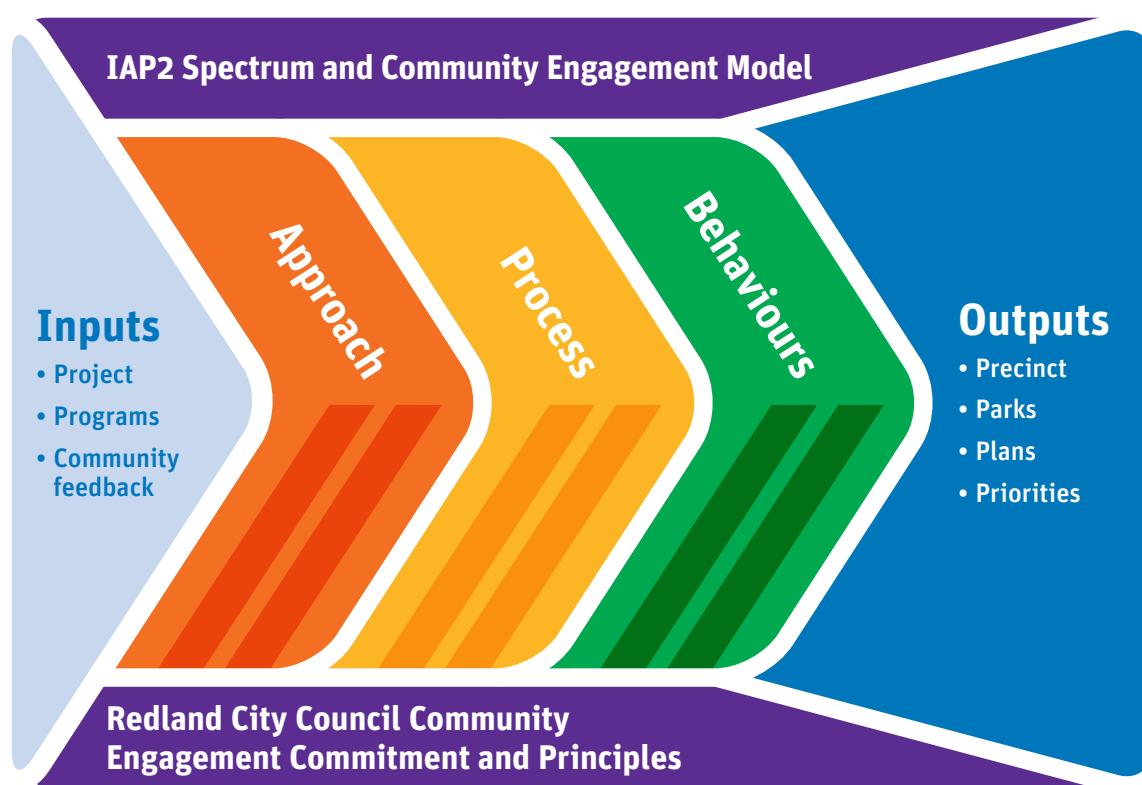 IAP2 Spectrum and Community Engagement Model
Inputs
• Project
• Programs
• Community
feedback
Approach
Process
Behaviours
Outputs
• Precinct
• Parks
• Plans
• Priorities
Redland City Council Community
Engagement Commitment and Principles